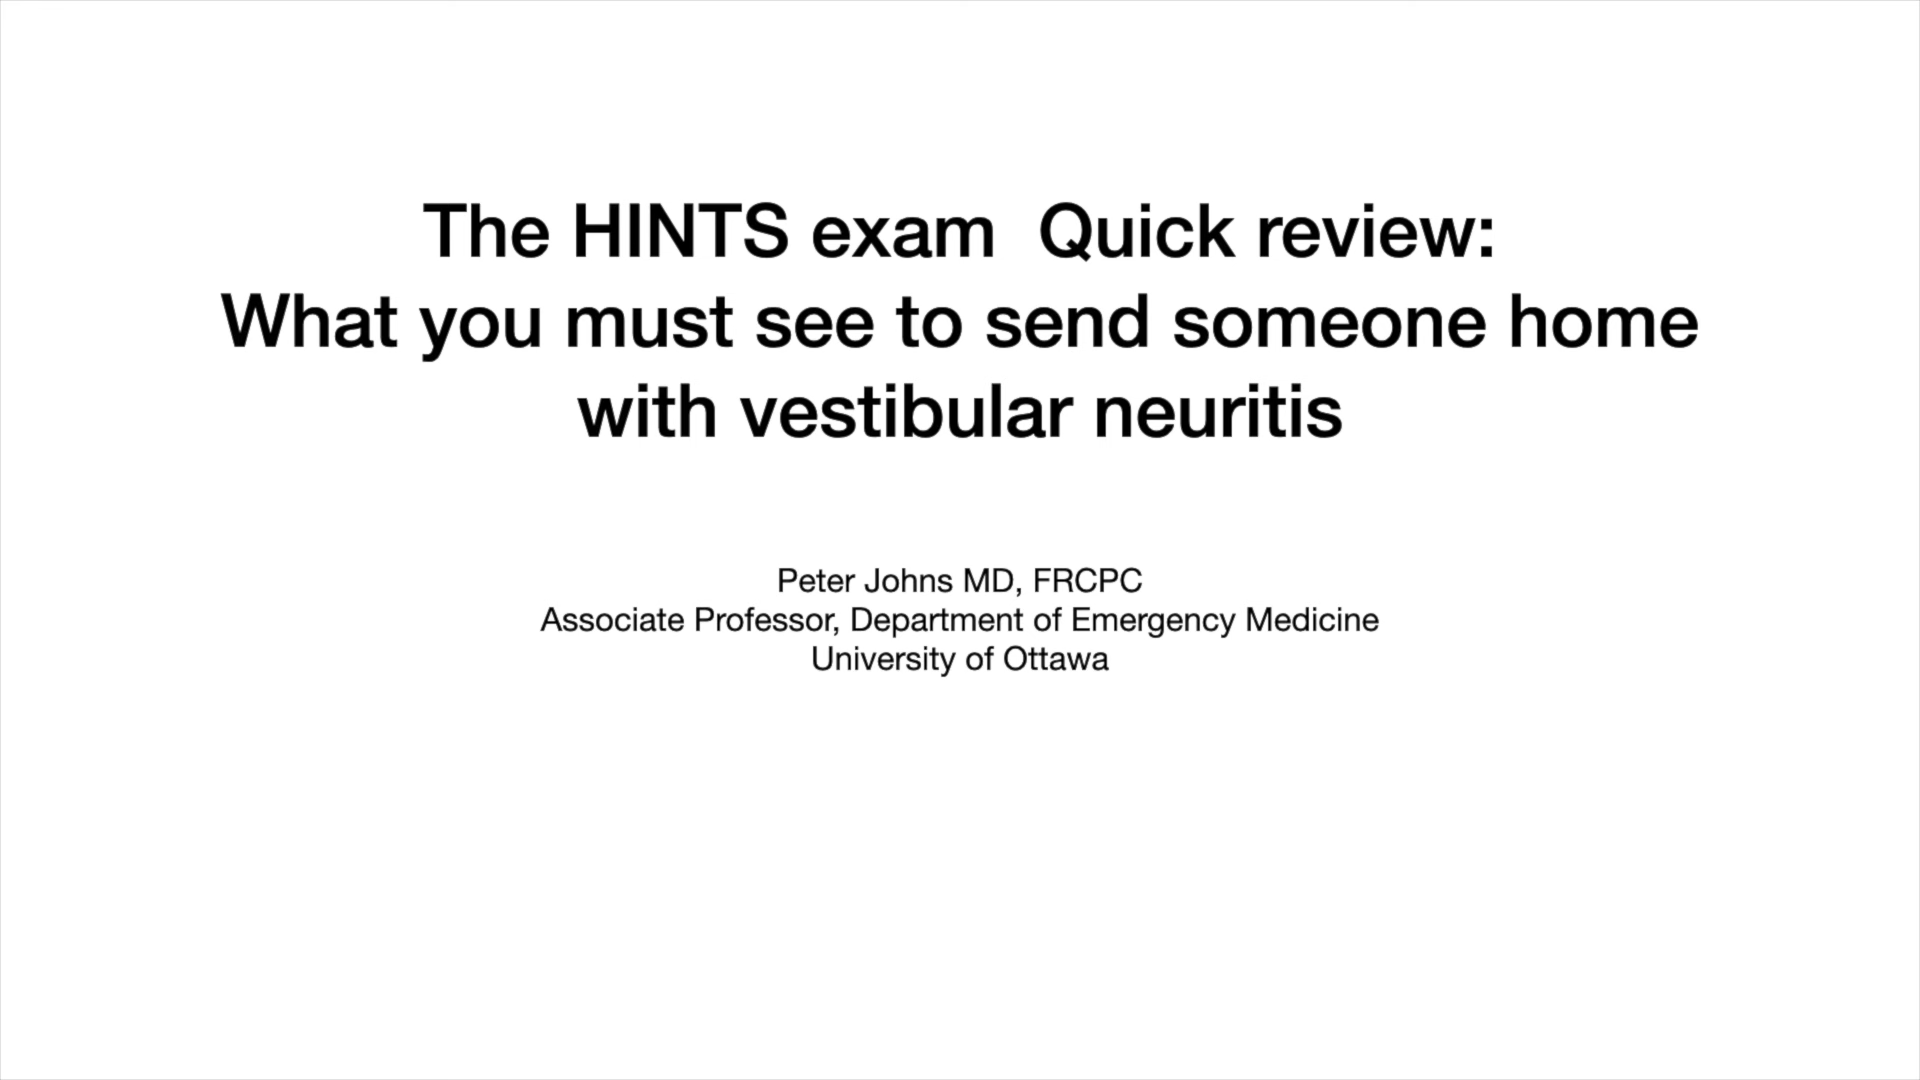 The HINTS exam  Quick review:
What you must see to send someone home
with vestibular neuritis
Peter Johns MD, FRCPC
Associate Professor, Department of Emergency Medicine
University of Ottawa